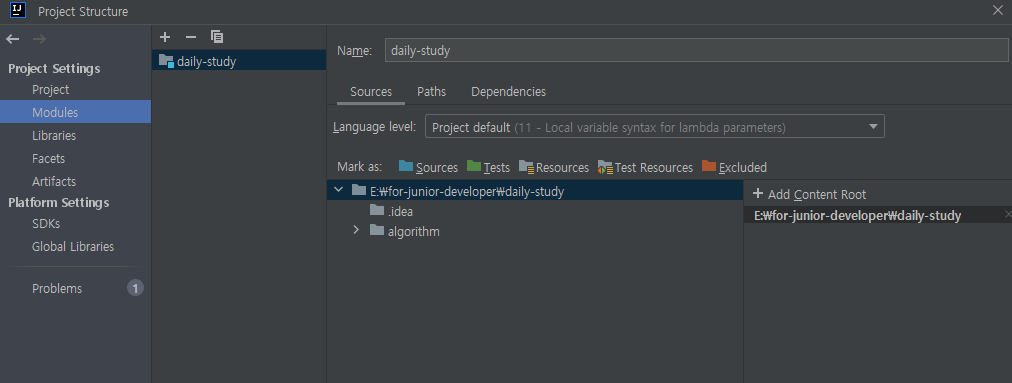 IJ Project Structure
Project Settings
Project
Modules
Libraries
Facets
Artifacts
Platform Settings
SDKs
Global Libraries
Problems 1
daily-study
Name: daily-study
Sources Paths Dependencies
Language level: Project default (11 - Local variable syntax for lambda parameters)
Mark as: Sources Tests Resources Test Resources Excluded
E:₩for-junior-developer₩daily-study
.idea
algorithm
+ Add Content Root
E:₩for-junior-developer₩daily-study